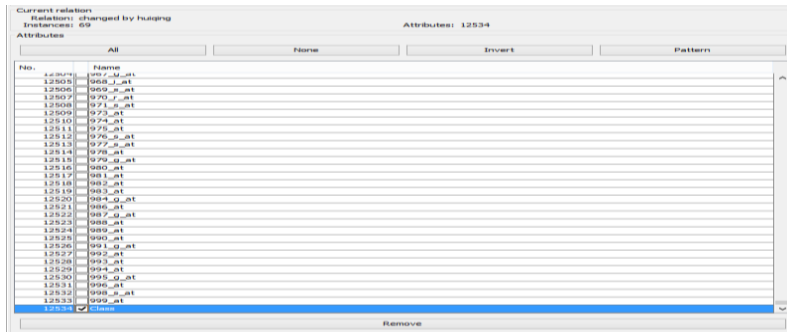 Current relation
Relation: changed by huiqing
Instances: 69 Attributes: 12534
Attributes
All None Invert Pattern
No. Name
12504 967_g_at
12505 968_i_at
12506 969_s_at
12507 970_r_at
12508 971_s_at
12509 973_at
12510 974_at
12511 975_at
12512 976_s_at
12513 977_s_at
12514 978_at
12515 979_g_at
12516 980_at
12517 981_at
12518 982_at
12519 983_at
12520 984_g_at
12521 986_at
12522 987_g_at
12523 988_at
12524 989_at
12525 990_at
12526 991_g_at
12527 992_at
12528 993_at
12529 994_at
12530 995_g_at
12531 996_at
12532 998_s_at
12533 999_at
12534 Class
Remove